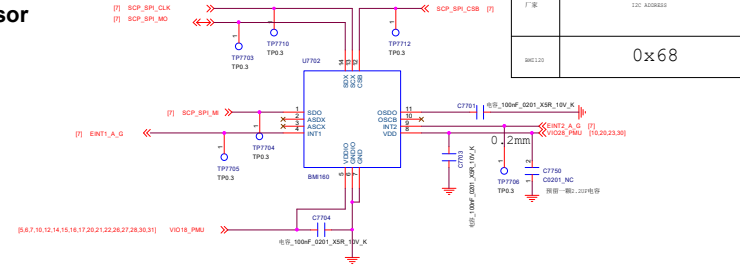 sor
[7] SCP_SPI_CLK
[7] SCP_SPI_MO
SCP_SPI_CSB [7]
TP7703
TP0.3
TP7710
TP0.3
TP7712
TP0.3
厂家
I2C ADDRESS
BMI120
0x68
U7702
14
13
12
SDX
SCX
CSB
[7] SCP_SPI_MI
[7] EINT1_A_G
1
2
3
4
SDO
ASDX
ASCX
INT1
OSDO
OSCB
INT2
VDD
11
10
9
8
VDDIO
GNDIO
GND
5
6
7
BMI160
C7701
电容_100nF_0201_X5R_10V_K
EINT2_A_G [7]
VIO28_PMU [10,20,23,30]
0.2mm
TP7704
TP0.3
TP7705
TP0.3
C7703
电容_100nF_0201_X5R_10V_K
TP7706
TP0.3
1
2
C7750
C0201_NC
预留一颗2.2UF电容
[5,6,7,10,12,14,15,16,17,20,21,22,26,27,28,30,31] VIO18_PMU
C7704
电容_100nF_0201_X5R_10V_K